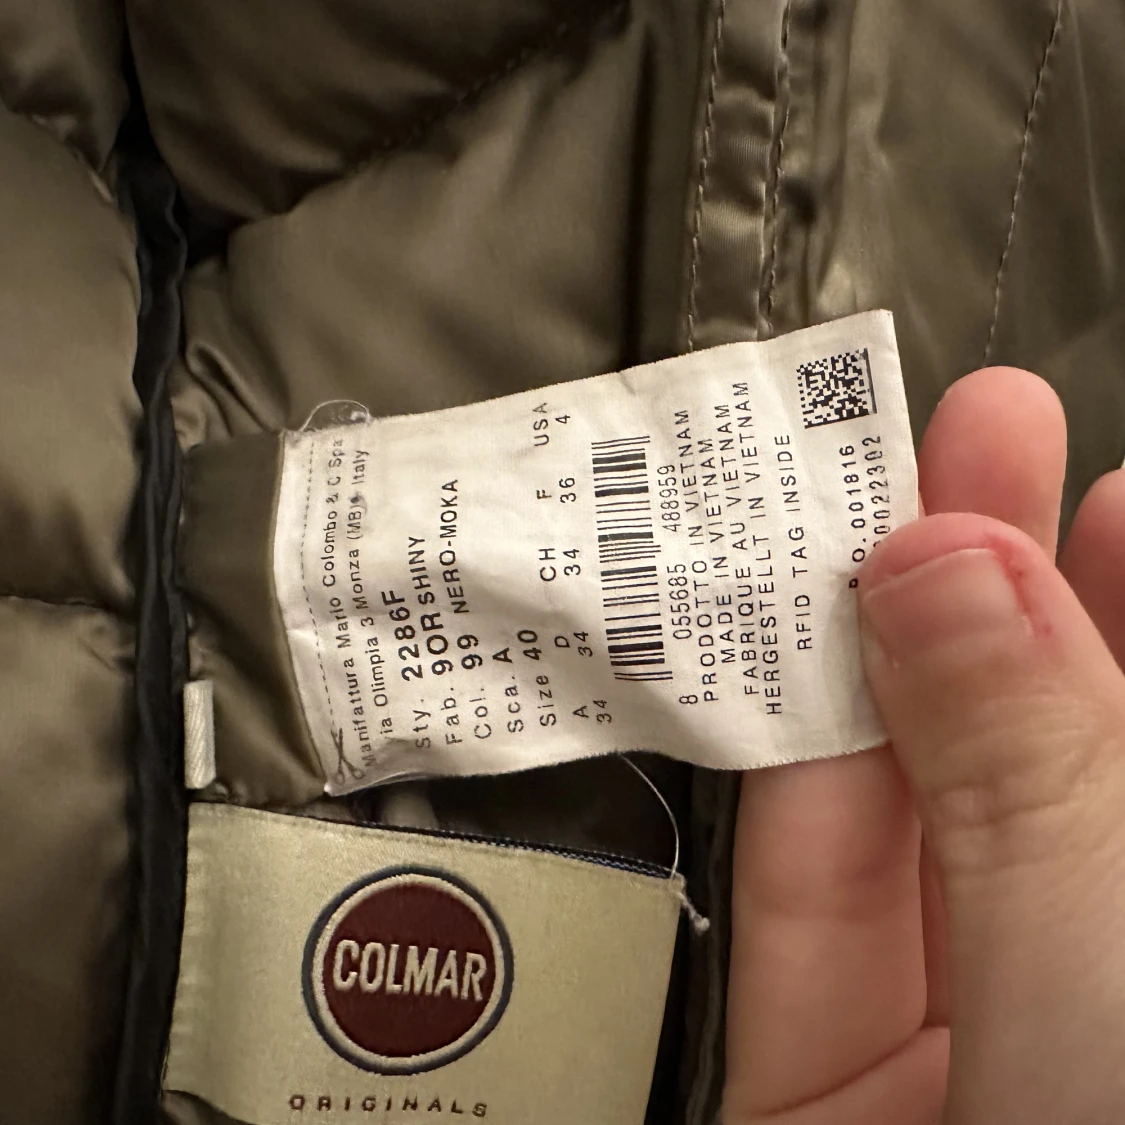 Manifattura Mario Colombo & C Spa
Via Olimpia 3 Monza (MB) Italy
Sty. 2286F
Fab. 9OR SHINY
Col. 99 NERO-MOKA
Sca. A
Size 40
A D CH F USA
34 34 34 36 4
8 055685 488959
PRODOTTO IN VIETNAM
MADE IN VIETNAM
FABRIQUE AU VIETNAM
HERGESTELLT IN VIETNAM
RFID TAG INSIDE
O. 001816
0022302
COLMAR
ORIGINALS